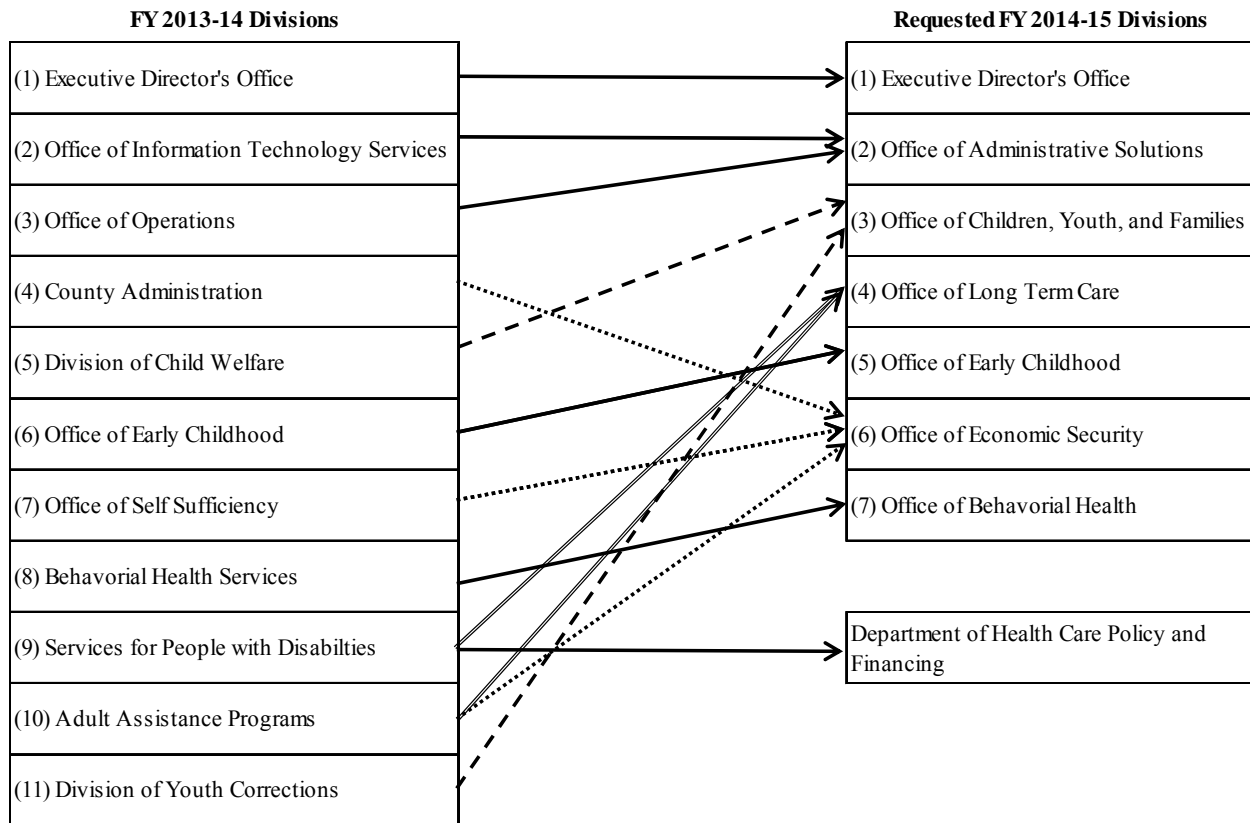 FY 2013-14 Divisions
(1) Executive Director's Office
(2) Office of Information Technology Services
(3) Office of Operations
(4) County Administration
(5) Division of Child Welfare
(6) Office of Early Childhood
(7) Office of Self Sufficiency
(8) Behavorial Health Services
(9) Services for People with Disabilties
(10) Adult Assistance Programs
(11) Division of Youth Corrections
Requested FY 2014-15 Divisions
(1) Executive Director's Office
(2) Office of Administrative Solutions
(3) Office of Children, Youth, and Families
(4) Office of Long Term Care
(5) Office of Early Childhood
(6) Office of Economic Security
(7) Office of Behavorial Health
Department of Health Care Policy and
Financing